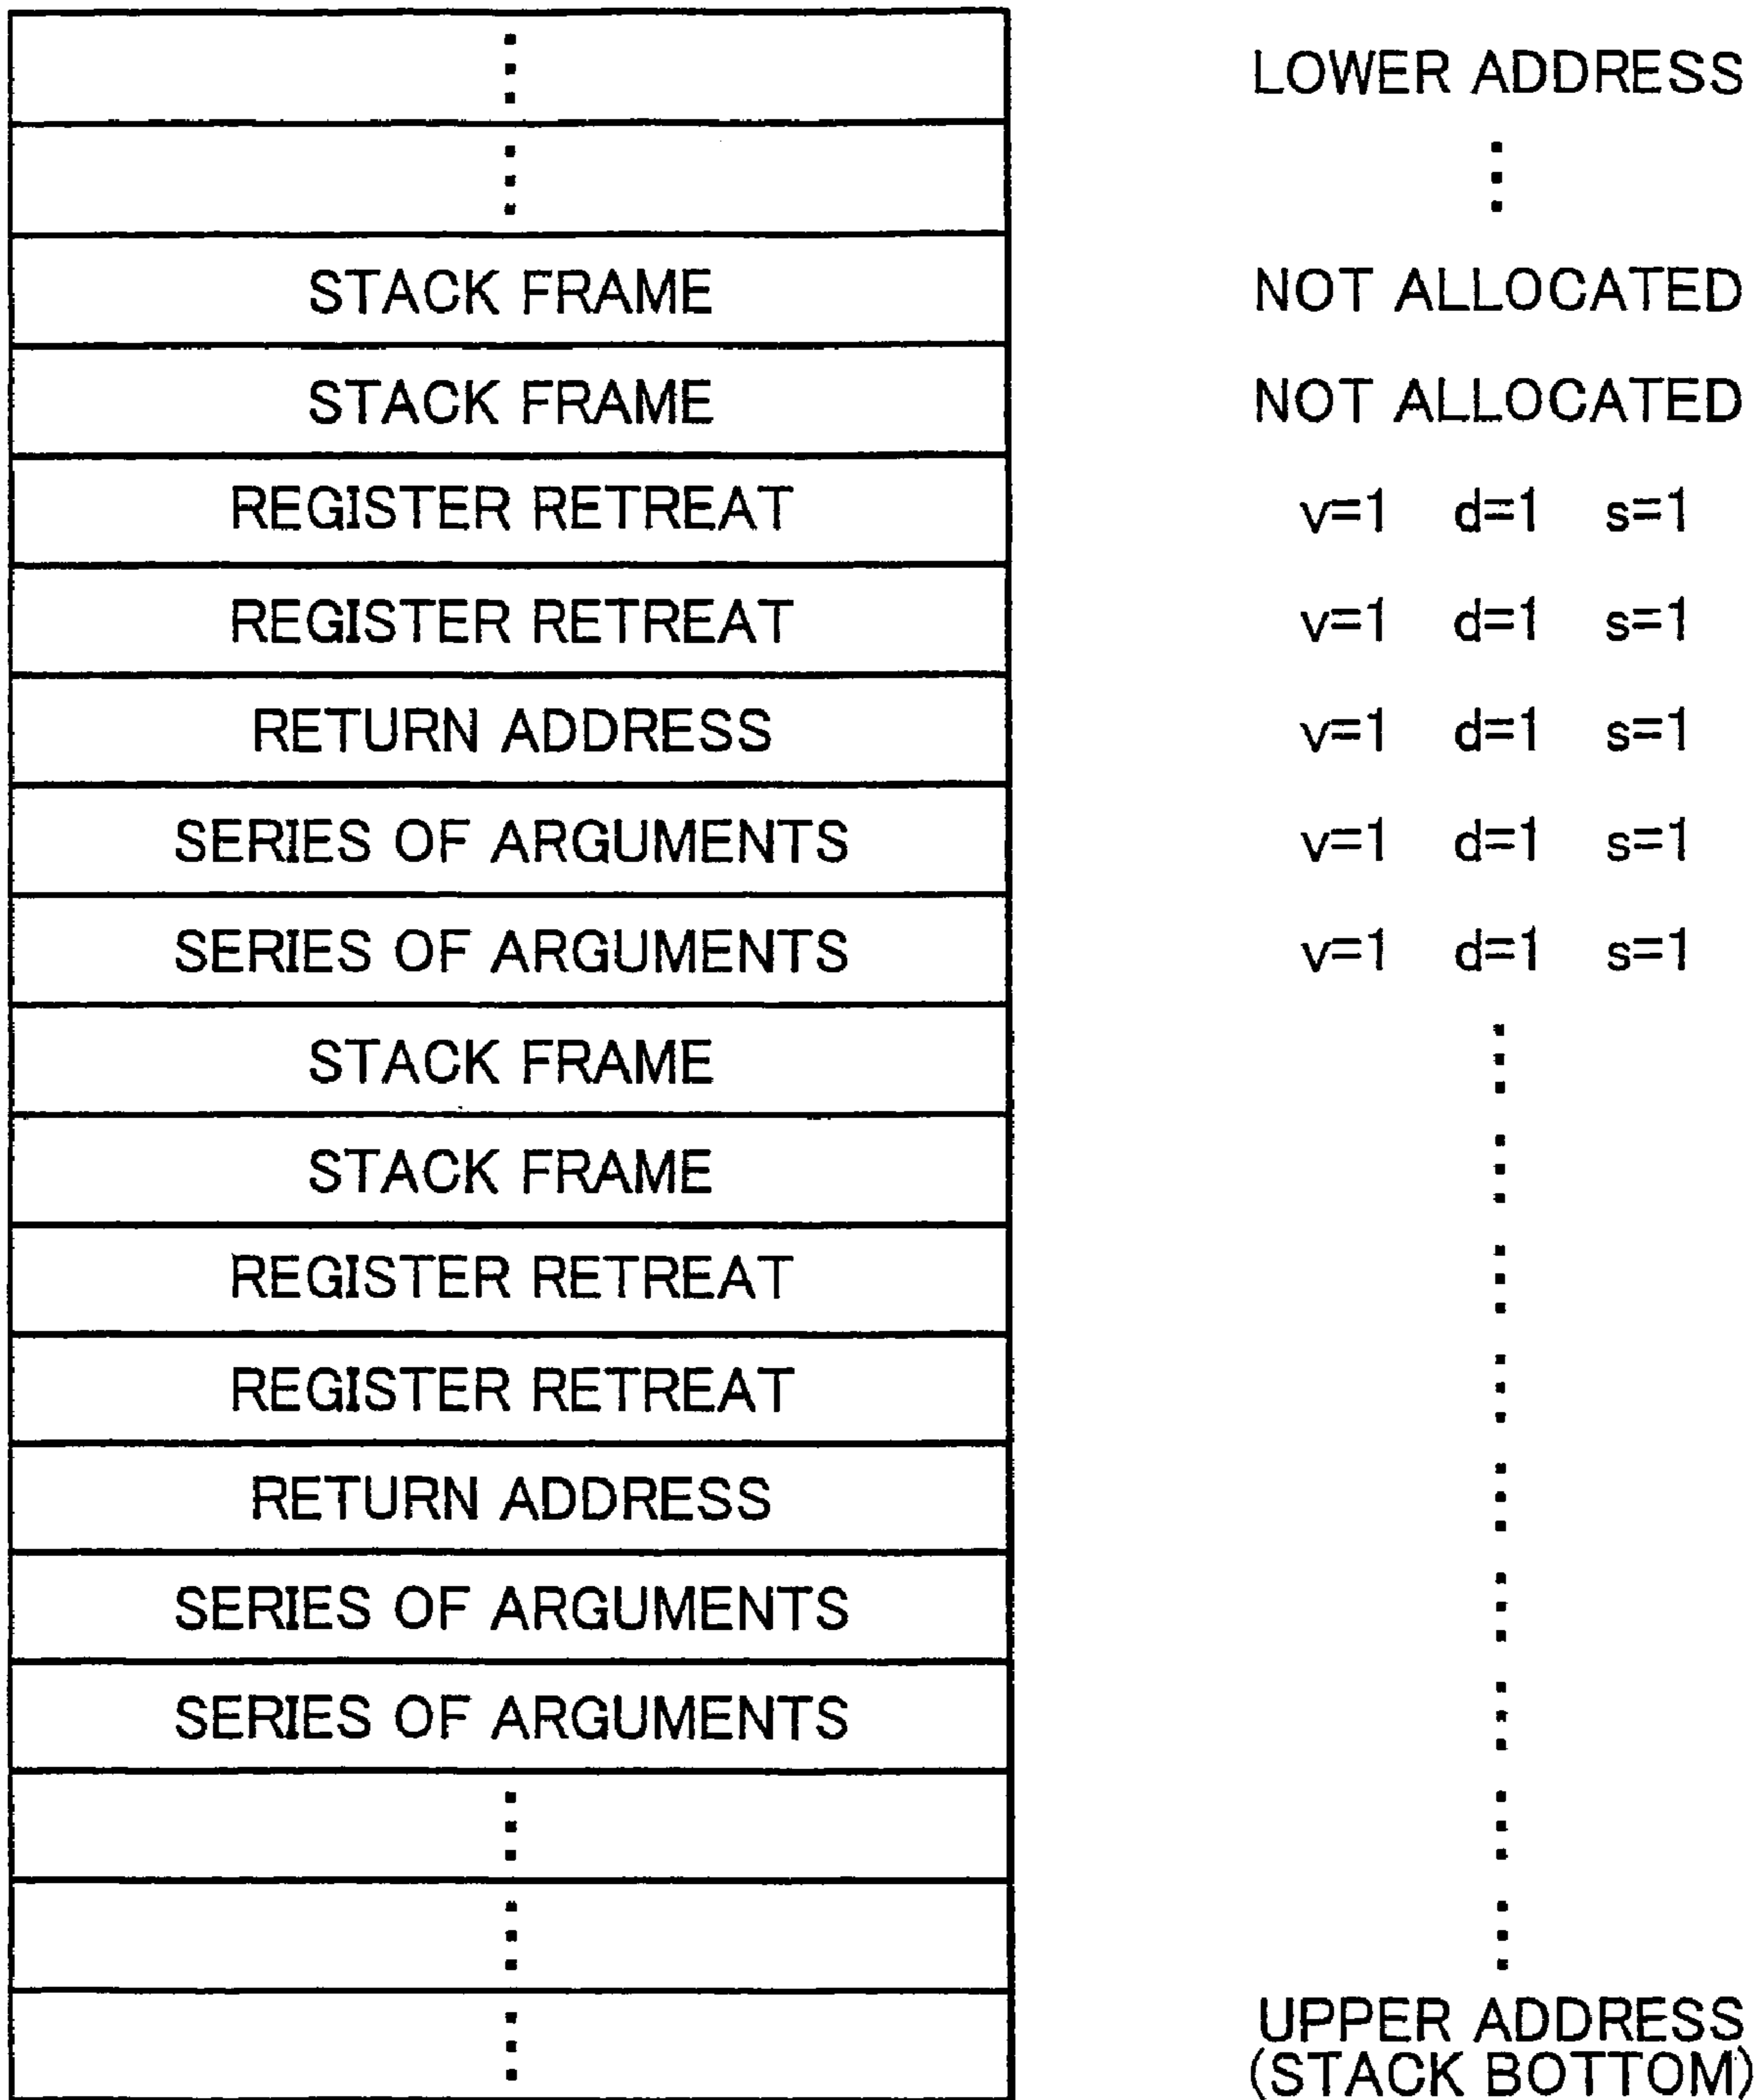 LOWER ADDRESS
STACK FRAME NOT ALLOCATED
STACK FRAME NOT ALLOCATED
REGISTER RETREAT v=1 d=1 s=1
REGISTER RETREAT v=1 d=1 s=1
RETURN ADDRESS v=1 d=1 s=1
SERIES OF ARGUMENTS v=1 d=1 s=1
SERIES OF ARGUMENTS v=1 d=1 s=1
STACK FRAME
STACK FRAME
REGISTER RETREAT
REGISTER RETREAT
RETURN ADDRESS
SERIES OF ARGUMENTS
SERIES OF ARGUMENTS
UPPER ADDRESS
(STACK BOTTOM)